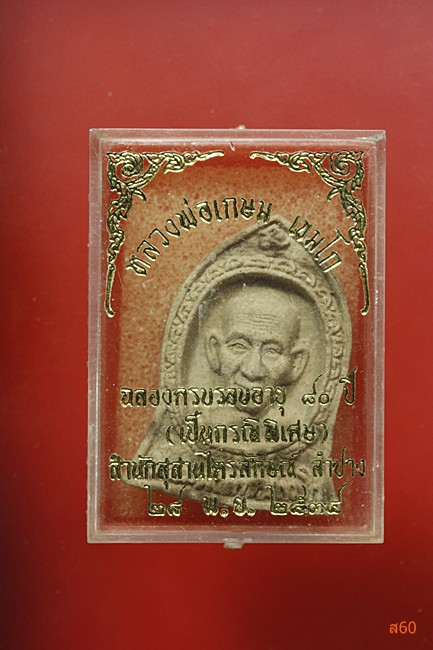 หลวงพ่อเกษม เขมโก
ฉลองครบรอบอายุ ๘๐ ปี
(เป็นกรณีพิเศษ)
สำนักสุสานไตรลักษณ์ ลำปาง
๒๘ พ.ย. ๒๕๓๔
ส60